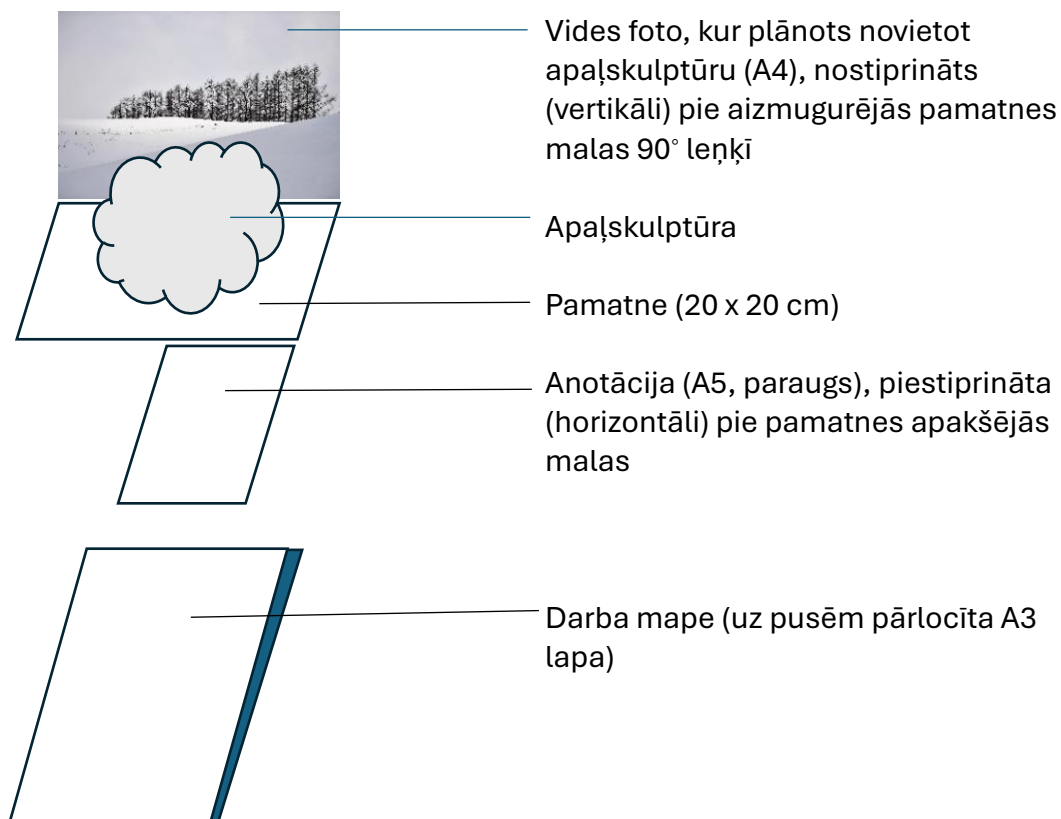 Vides foto, kur plānots novietot
apaļskulptūru (A4), nostiprināts
(vertikāli) pie aizmugurējās pamatnes
malas 90° leņķī
Apaļskulptūra
Pamatne (20 x 20 cm)
Anotācija (A5, paraugs), piestiprināta
(horizontāli) pie pamatnes apakšējās
malas
Darba mape (uz pusēm pārlocīta A3
lapa)